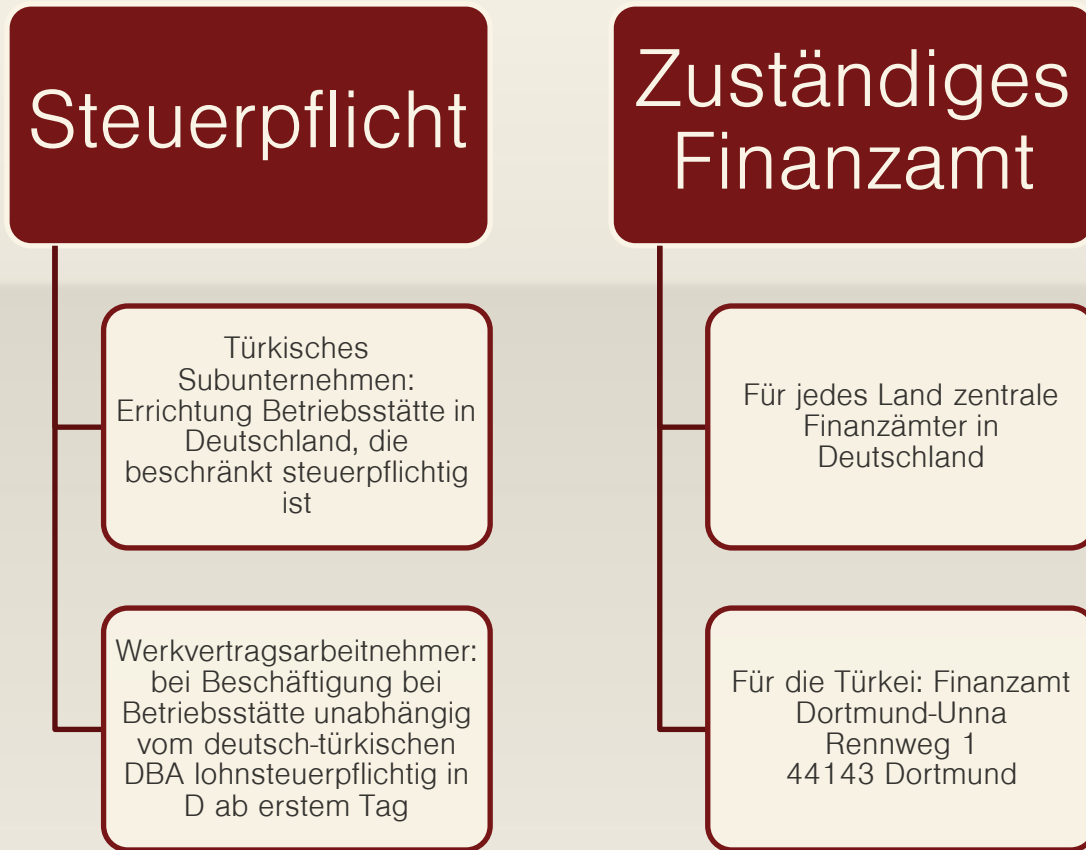 Steuerpflicht
Türkisches
Subunternehmen:
Errichtung Betriebsstätte in
Deutschland, die
beschränkt steuerpflichtig
ist
Werkvertragsarbeitnehmer:
bei Beschäftigung bei
Betriebsstätte unabhängig
vom deutsch-türkischen
DBA lohnsteuerpflichtig in
D ab erstem Tag
Zuständiges
Finanzamt
Für jedes Land zentrale
Finanzämter in
Deutschland
Für die Türkei: Finanzamt
Dortmund-Unna
Rennweg 1
44143 Dortmund